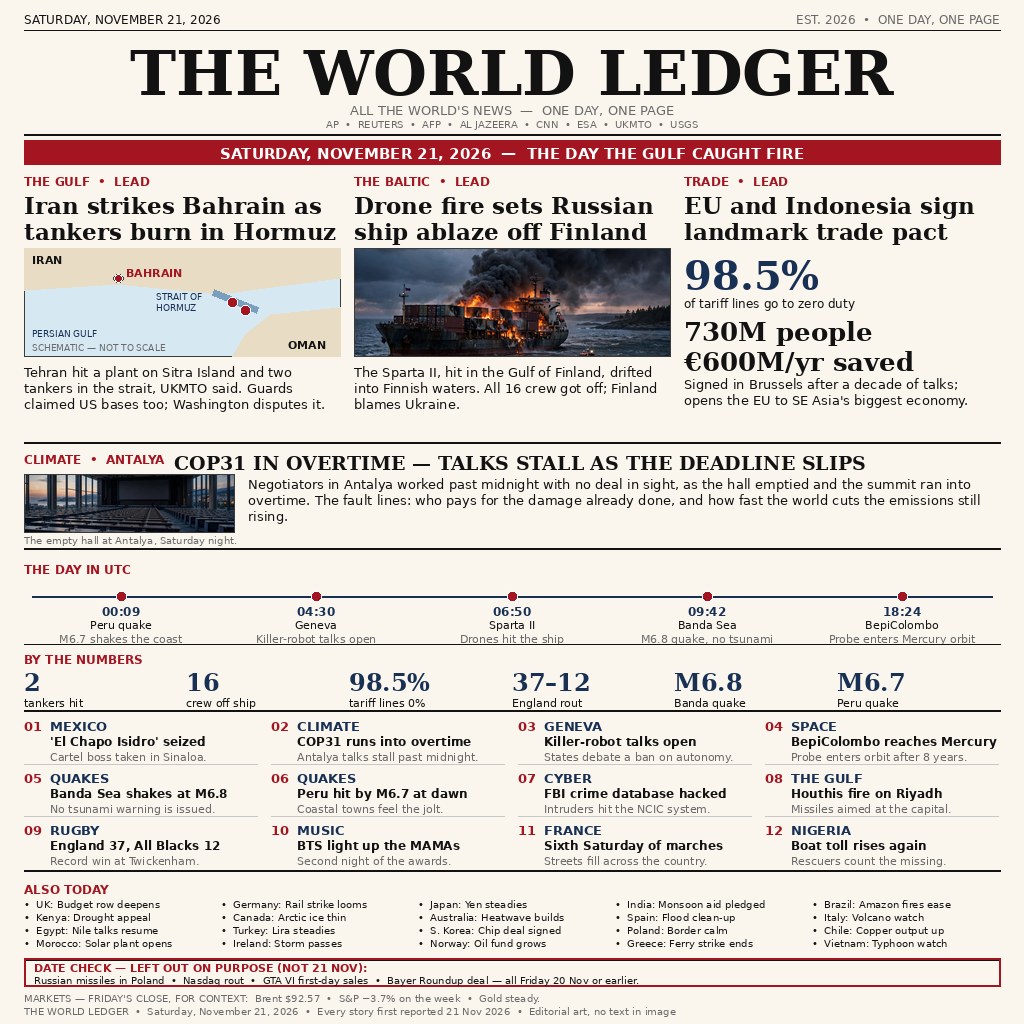 SATURDAY, NOVEMBER 21, 2026
EST. 2026 • ONE DAY, ONE PAGE
THE WORLD LEDGER
ALL THE WORLD'S NEWS — ONE DAY, ONE PAGE
AP • REUTERS • AFP • AL JAZEERA • CNN • ESA • UKMTO • USGS
SATURDAY, NOVEMBER 21, 2026 — THE DAY THE GULF CAUGHT FIRE
THE GULF • LEAD
Iran strikes Bahrain as
tankers burn in Hormuz
IRAN
BAHRAIN
STRAIT OF
HORMUZ
PERSIAN GULF
SCHEMATIC — NOT TO SCALE
OMAN
Tehran hit a plant on Sitra Island and two
tankers in the strait, UKMTO said. Guards
claimed US bases too; Washington disputes it.
THE BALTIC • LEAD
Drone fire sets Russian
ship ablaze off Finland
The Sparta II, hit in the Gulf of Finland, drifted
into Finnish waters. All 16 crew got off; Finland
blames Ukraine.
TRADE • LEAD
EU and Indonesia sign
landmark trade pact
98.5%
of tariff lines go to zero duty
730M people
€600M/yr saved
Signed in Brussels after a decade of talks;
opens the EU to SE Asia's biggest economy.
CLIMATE • ANTALYA COP31 IN OVERTIME — TALKS STALL AS THE DEADLINE SLIPS
Negotiators in Antalya worked past midnight with no deal in sight, as the hall emptied and the summit ran into
overtime. The fault lines: who pays for the damage already done, and how fast the world cuts the emissions still
rising.
The empty hall at Antalya, Saturday night.
THE DAY IN UTC
00:09
Peru quake
M6.7 shakes the coast
04:30
Geneva
Killer-robot talks open
06:50
Sparta II
Drones hit the ship
09:42
Banda Sea
M6.8 quake, no tsunami
18:24
BepiColombo
Probe enters Mercury orbit
BY THE NUMBERS
2
tankers hit
16
crew off ship
98.5%
tariff lines 0%
37–12
England rout
M6.8
Banda quake
M6.7
Peru quake
01 MEXICO
'El Chapo Isidro' seized
Cartel boss taken in Sinaloa.
02 CLIMATE
COP31 runs into overtime
Antalya talks stall past midnight.
03 GENEVA
Killer-robot talks open
States debate a ban on autonomy.
04 SPACE
BepiColombo reaches Mercury
Probe enters orbit after 8 years.
05 QUAKES
Banda Sea shakes at M6.8
No tsunami warning is issued.
06 QUAKES
Peru hit by M6.7 at dawn
Coastal towns feel the jolt.
07 CYBER
FBI crime database hacked
Intruders hit the NCIC system.
08 THE GULF
Houthis fire on Riyadh
Missiles aimed at the capital.
09 RUGBY
England 37, All Blacks 12
Record win at Twickenham.
10 MUSIC
BTS light up the MAMAs
Second night of the awards.
11 FRANCE
Sixth Saturday of marches
Streets fill across the country.
12 NIGERIA
Boat toll rises again
Rescuers count the missing.
ALSO TODAY
• UK: Budget row deepens
• Kenya: Drought appeal
• Egypt: Nile talks resume
• Morocco: Solar plant opens
• Germany: Rail strike looms
• Canada: Arctic ice thin
• Turkey: Lira steadies
• Ireland: Storm passes
• Japan: Yen steadies
• Australia: Heatwave builds
• S. Korea: Chip deal signed
• Norway: Oil fund grows
• India: Monsoon aid pledged
• Spain: Flood clean-up
• Poland: Border calm
• Greece: Ferry strike ends
• Brazil: Amazon fires ease
• Italy: Volcano watch
• Chile: Copper output up
• Vietnam: Typhoon watch
DATE CHECK — LEFT OUT ON PURPOSE (NOT 21 NOV):
Russian missiles in Poland • Nasdaq rout • GTA VI first-day sales • Bayer Roundup deal — all Friday 20 Nov or earlier.
MARKETS — FRIDAY'S CLOSE, FOR CONTEXT: Brent $92.57 • S&P −3.7% on the week • Gold steady.
THE WORLD LEDGER • Saturday, November 21, 2026 • Every story first reported 21 Nov 2026 • Editorial art, no text in image